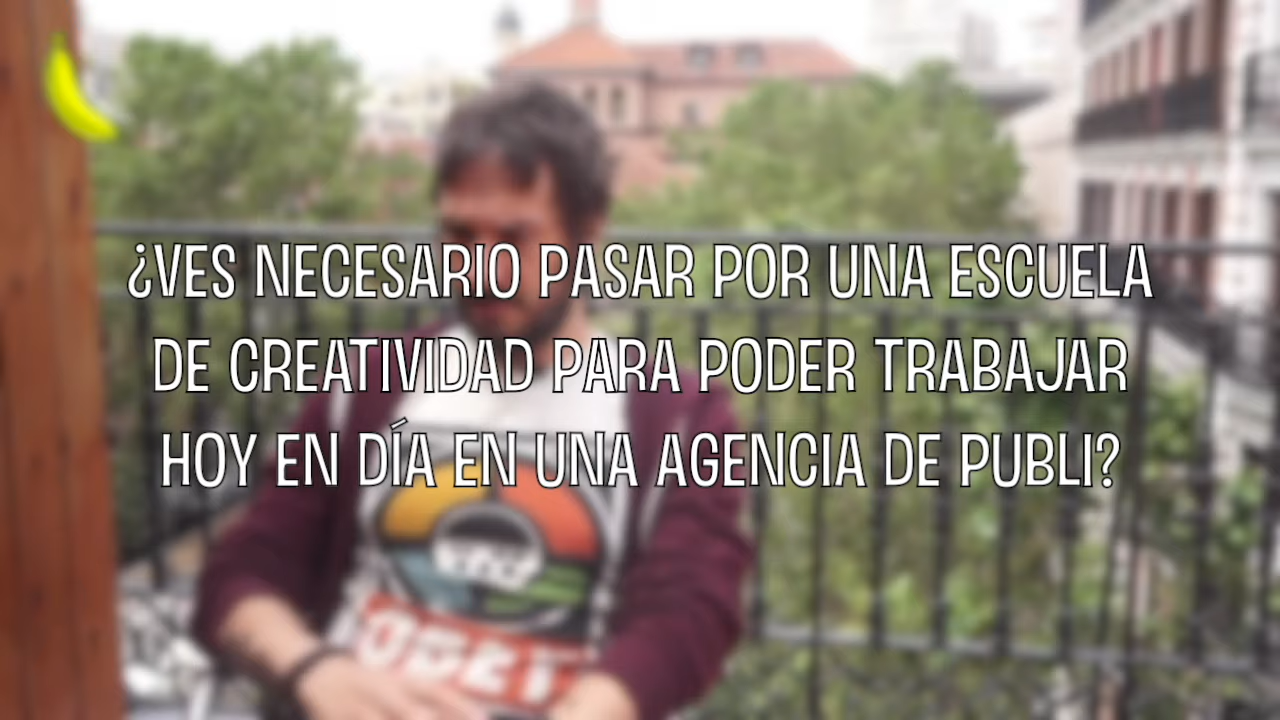 ¿VES NECESARIO PASAR POR UNA ESCUELA
DE CREATIVIDAD PARA PODER TRABAJAR
HOY EN DÍA EN UNA AGENCIA DE PUBLI?